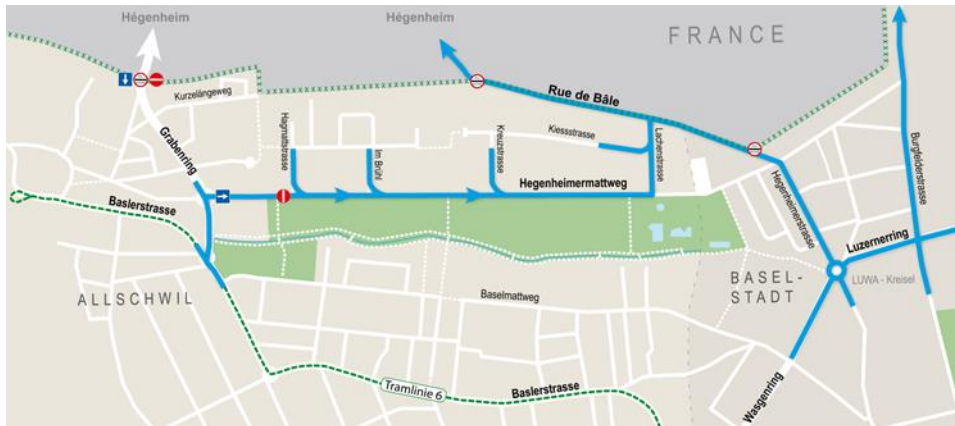 Hégenheim
Hégenheim
FRANCE
Kurzelängeweg
Rue de Bâle
Grabenring
Hagmattstrasse
Im Brühl
Kreuzstrasse
Kiessstrasse
Lachenstrasse
Burgfelderstrasse
Hegenheimermattweg
Hegenheimerstrasse
Baslerstrasse
Luzernerring
BASEL-
STADT
LUWA - Kreisel
ALLSCHWIL
Baselmattweg
Tramlinie 6
Baslerstrasse
Wasgenring